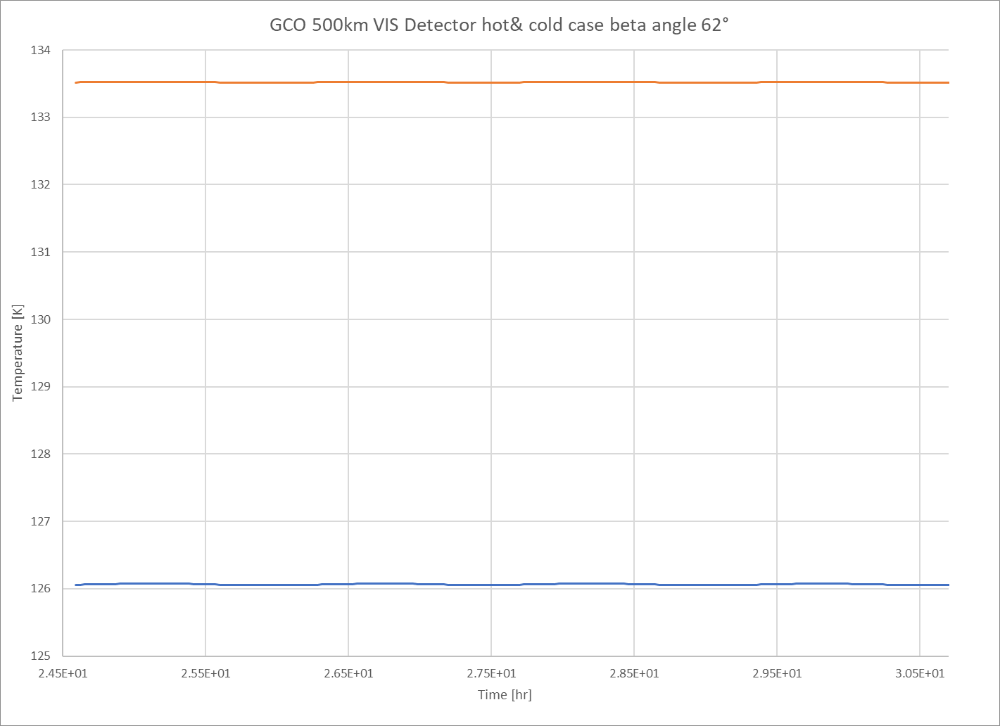 GCO 500km VIS Detector hot& cold case beta angle 62°
134
133
132
131
130
129
128
127
126
125
Temperature [K]
2.45E+01 2.55E+01 2.65E+01 2.75E+01 2.85E+01 2.95E+01 3.05E+01
Time [hr]